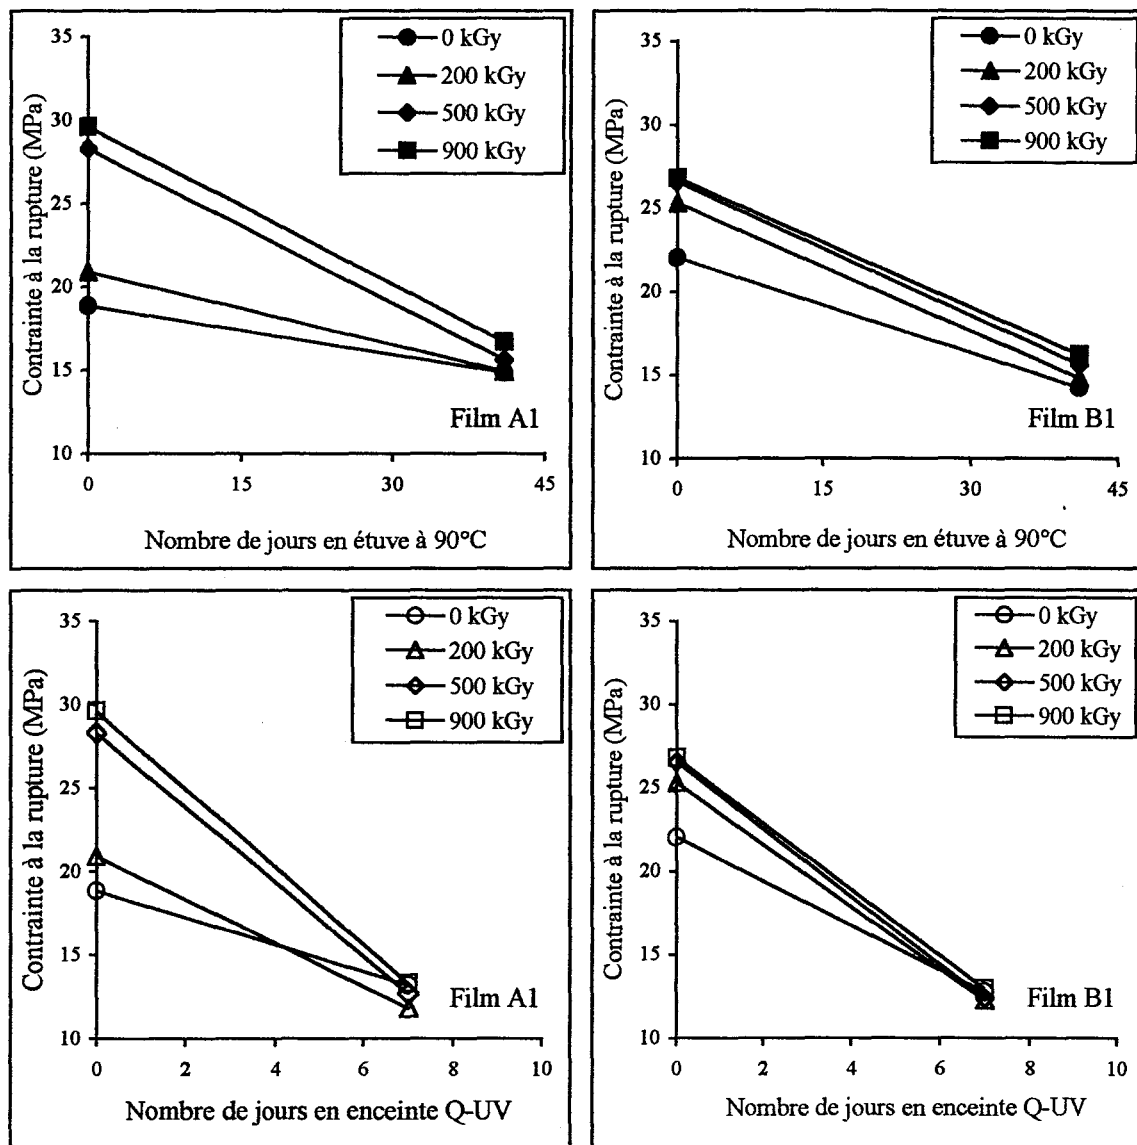 35
30
25
20
15
10
Contrainte à la rupture (MPa)
0 kGy
200 kGy
500 kGy
900 kGy
Film A1
0
15
30
45
Nombre de jours en étuve à 90°C
35
30
25
20
15
10
Contrainte à la rupture (MPa)
0 kGy
200 kGy
500 kGy
900 kGy
Film B1
0
15
30
45
Nombre de jours en étuve à 90°C
35
30
25
20
15
10
Contrainte à la rupture (MPa)
0 kGy
200 kGy
500 kGy
900 kGy
Film A1
0
2
4
6
8
10
Nombre de jours en enceinte Q-UV
35
30
25
20
15
10
Contrainte à la rupture (MPa)
0 kGy
200 kGy
500 kGy
900 kGy
Film B1
0
2
4
6
8
10
Nombre de jours en enceinte Q-UV